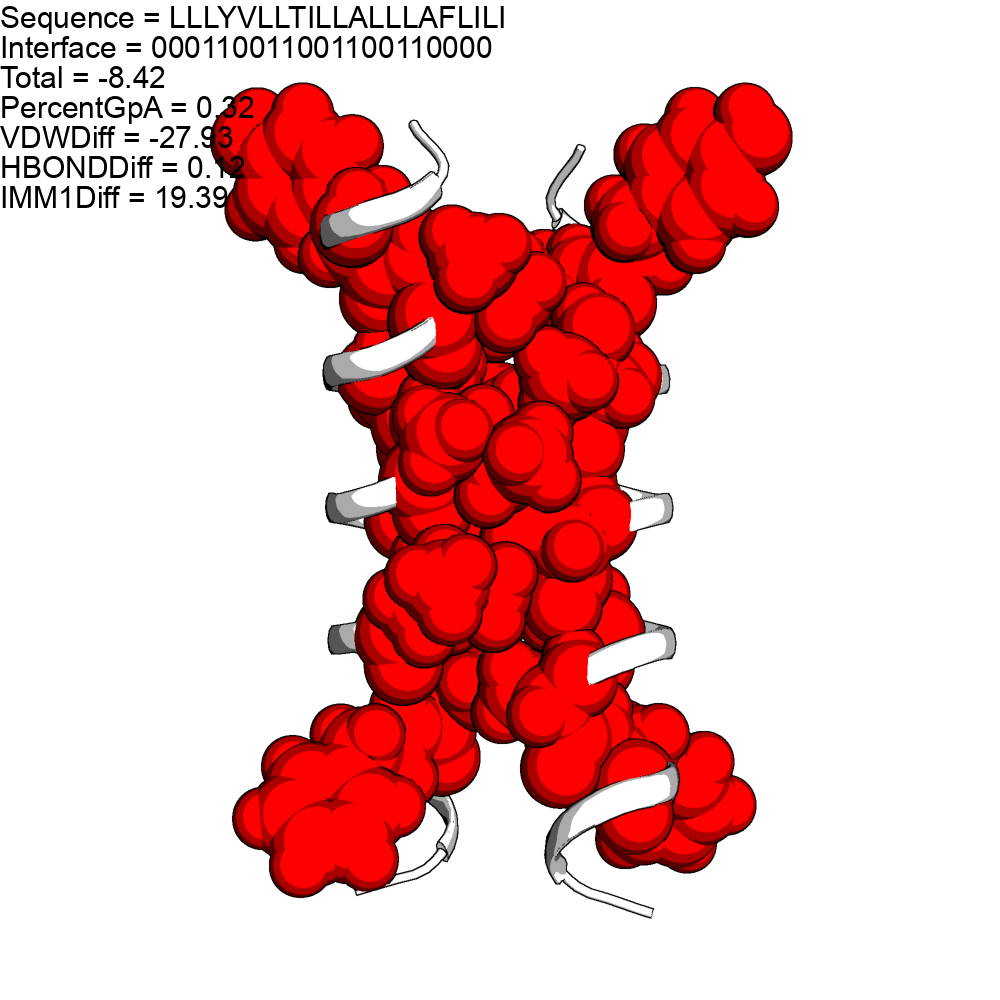 Sequence = LLLYVLLTILLALLLAFLILI
Interface = 000110011001100110000
Total = -8.42
PercentGpA = 0.32
VDWDiff = -27.93
HBONDDiff = 0.12
IMM1Diff = 19.39